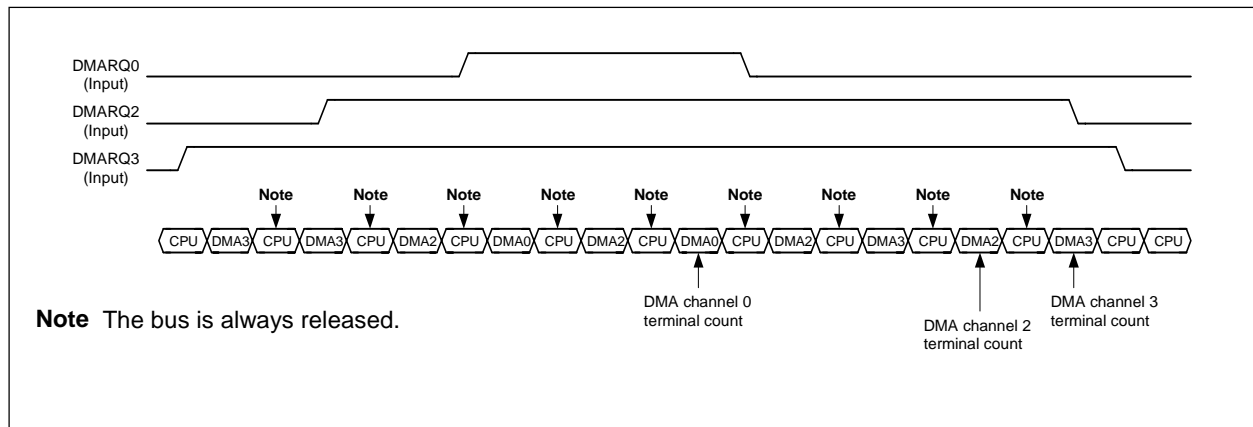 DMARQ0
(Input)
DMARQ2
(Input)
DMARQ3
(Input)
Note Note Note Note Note Note Note Note Note
CPU DMA3 CPU DMA3 CPU DMA2 CPU DMA0 CPU DMA2 CPU DMA0 CPU DMA2 CPU DMA3 CPU DMA2 CPU DMA3 CPU CPU
DMA channel 0
terminal count
DMA channel 2
terminal count
DMA channel 3
terminal count
Note The bus is always released.